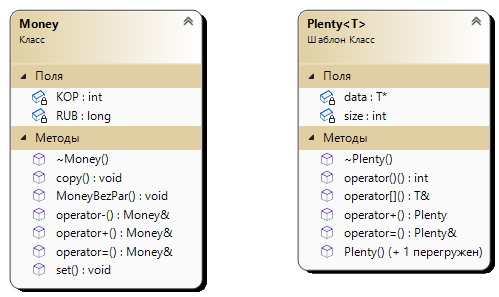 Money
Класс
Поля
KOP : int
RUB : long
Методы
~Money()
copy() : void
MoneyBezPar() : void
operator-() : Money&
operator+() : Money&
operator=() : Money&
set() : void
Plenty<T>
Шаблон Класс
Поля
data : T*
size : int
Методы
~Plenty()
operator()() : int
operator[]() : T&
operator+() : Plenty
operator=() : Plenty&
Plenty() (+ 1 перегружен)